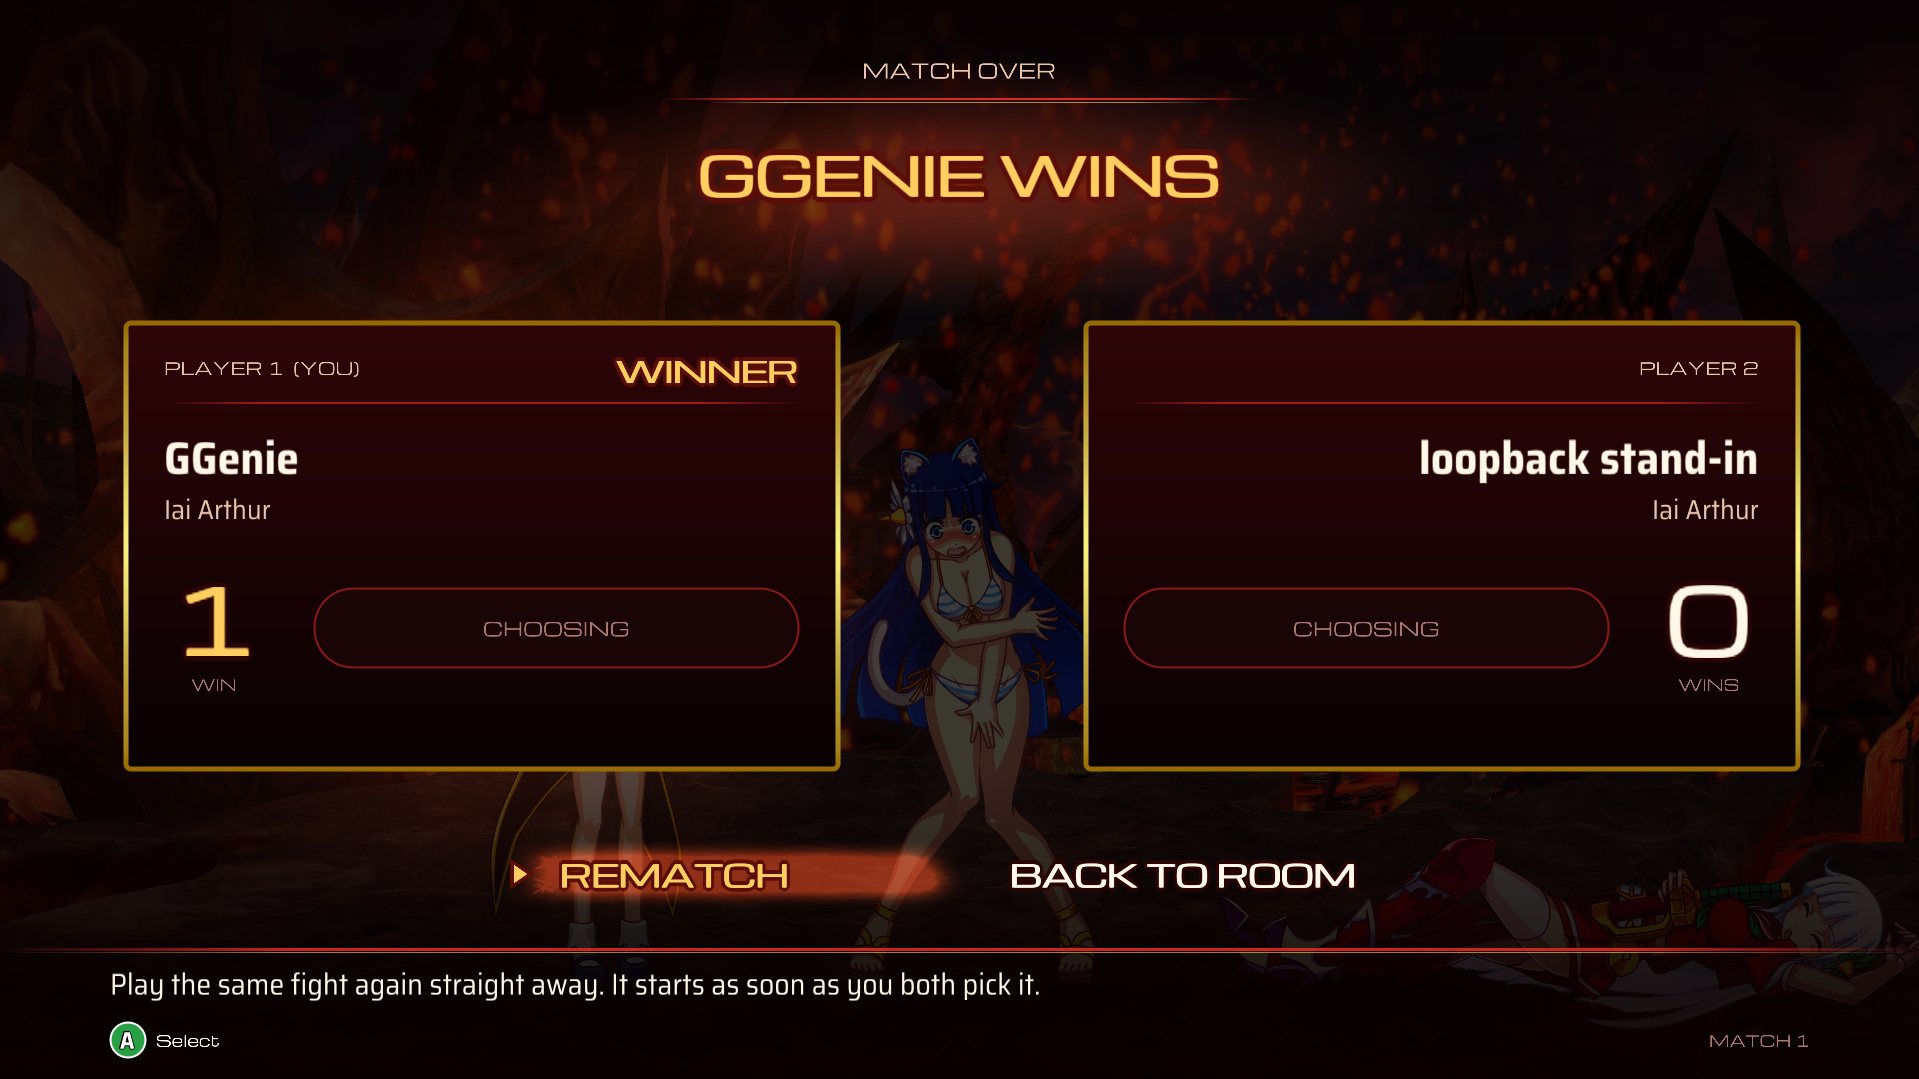 MATCH OVER
GGENIE WINS
PLAYER 1 (YOU)
WINNER
GGenie
Iai Arthur
1
WIN
CHOOSING
PLAYER 2
loopback stand-in
Iai Arthur
CHOOSING
0
WINS
REMATCH
BACK TO ROOM
Play the same fight again straight away. It starts as soon as you both pick it.
A Select
MATCH 1